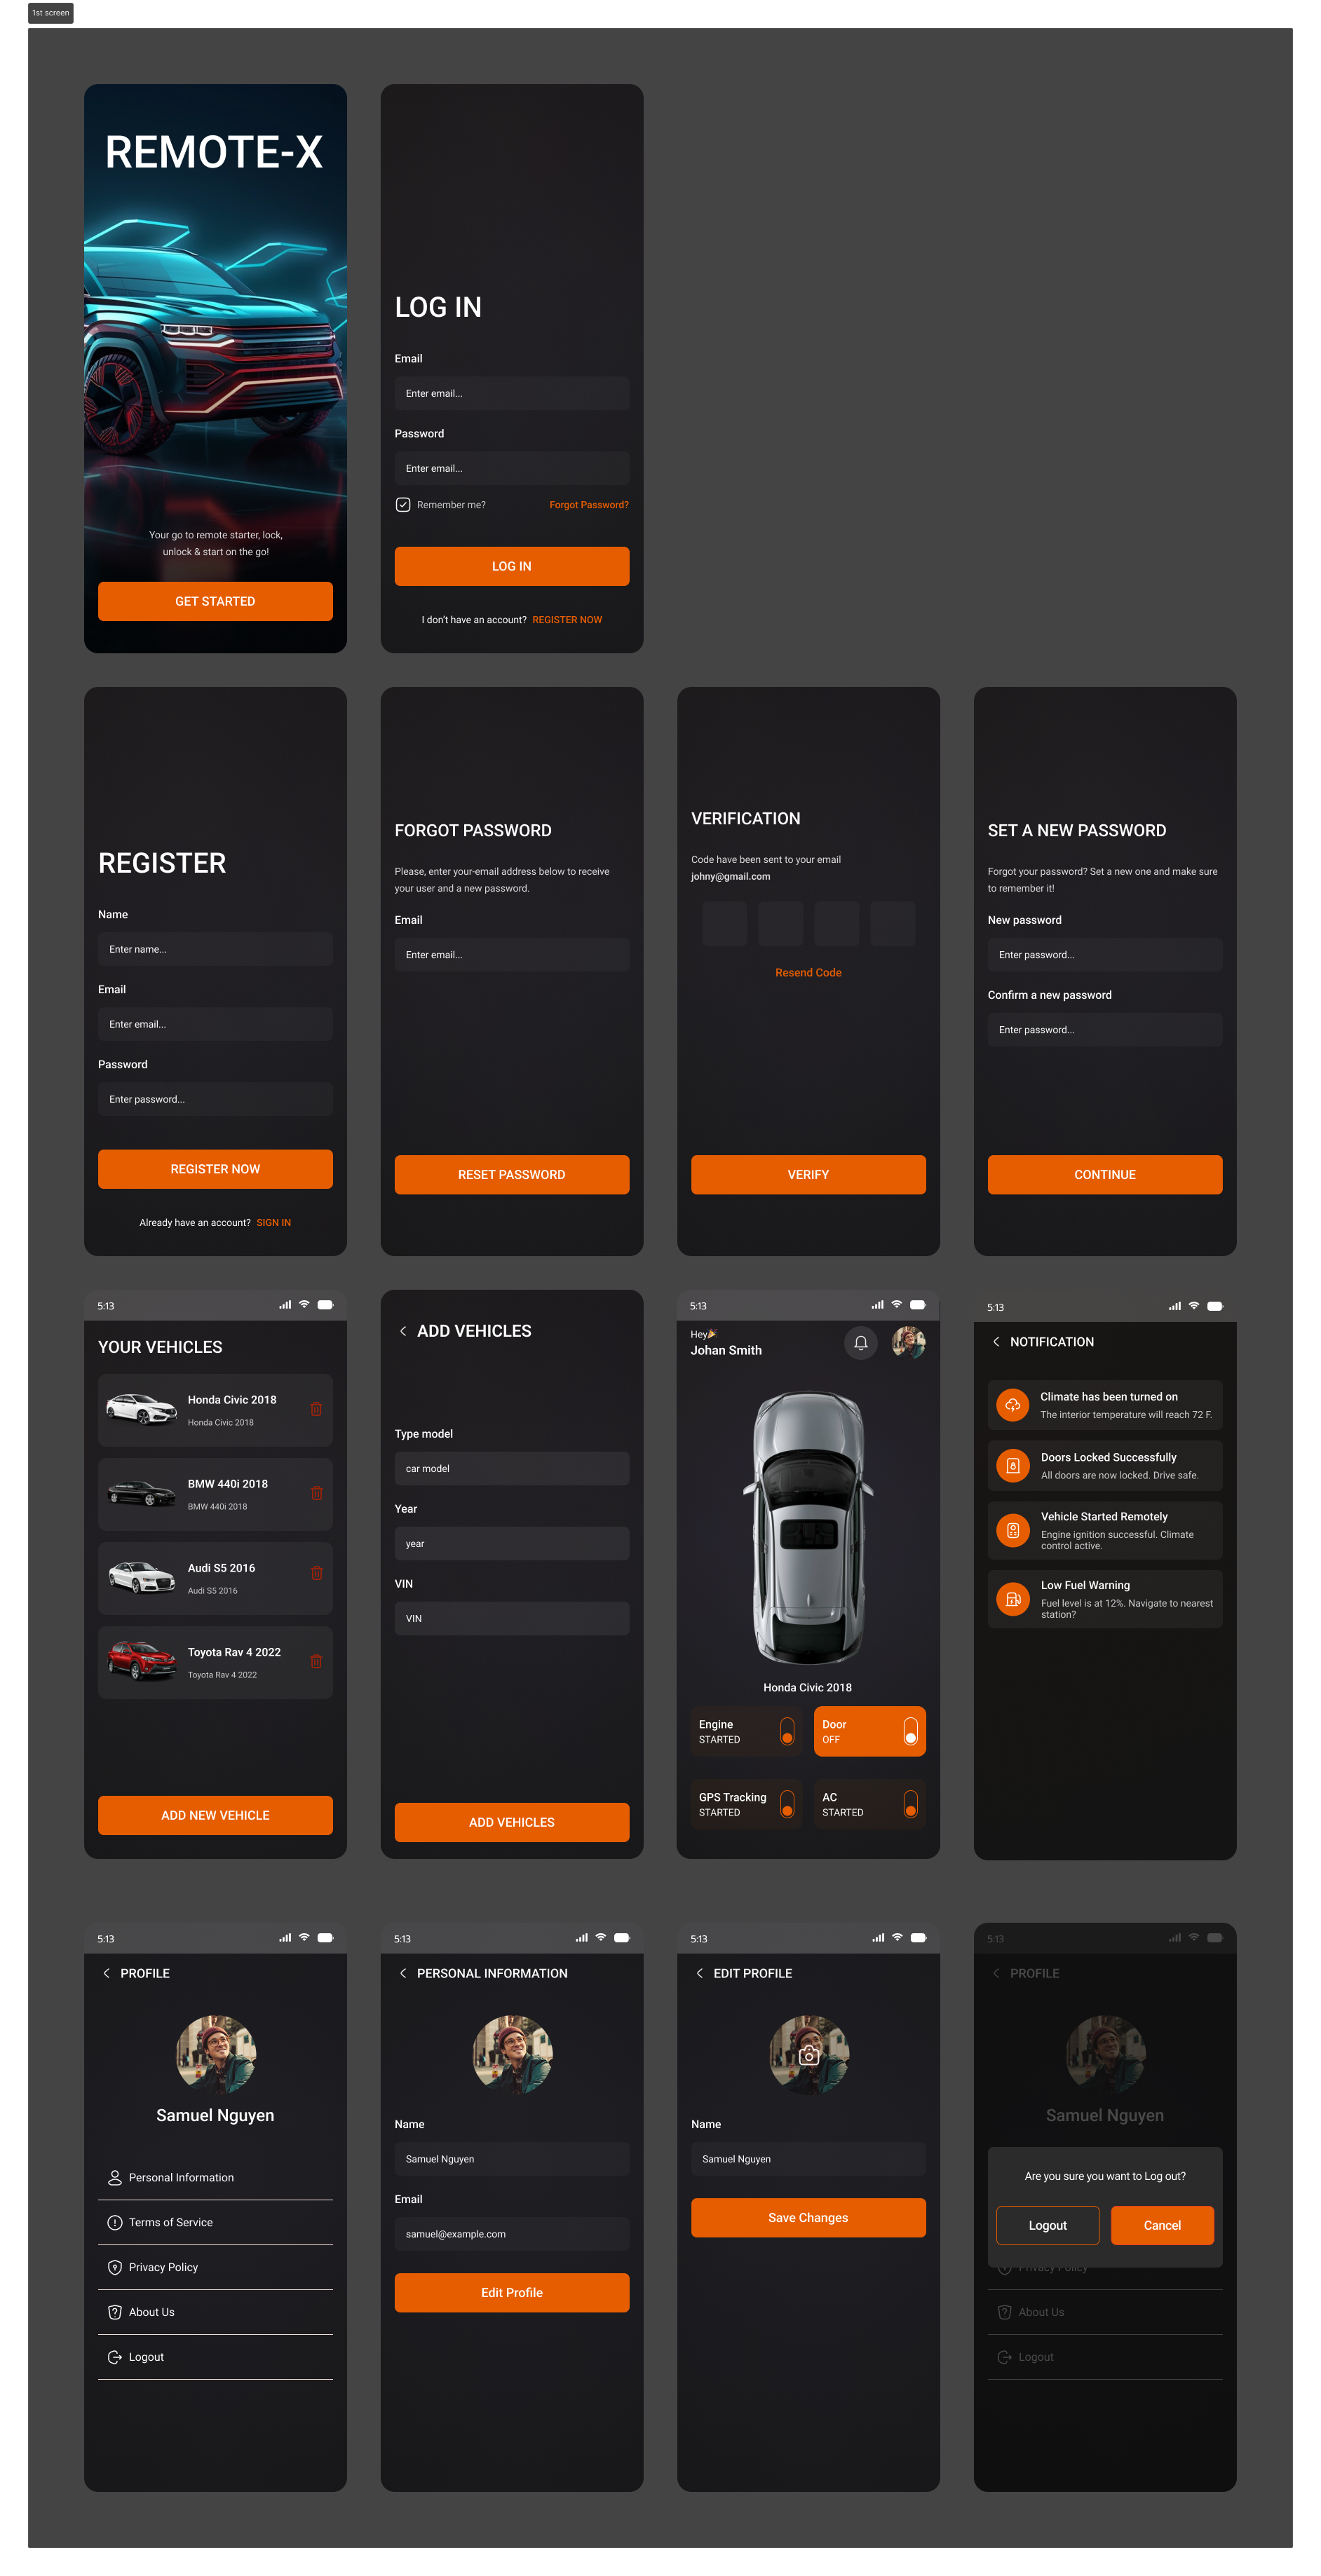 1st screen
REMOTE-X
Your go to remote starter, lock,
unlock & start on the go!
GET STARTED
LOG IN
Email
Enter email...
Password
Enter email...
Remember me?
Forgot Password?
LOG IN
I don't have an account? REGISTER NOW
REGISTER
Name
Enter name...
Email
Enter email...
Password
Enter password...
REGISTER NOW
Already have an account? SIGN IN
FORGOT PASSWORD
Please, enter your-email address below to receive
your user and a new password.
Email
Enter email...
RESET PASSWORD
VERIFICATION
Code have been sent to your email
johny@gmail.com
Resend Code
VERIFY
SET A NEW PASSWORD
Forgot your password? Set a new one and make sure
to remember it!
New password
Enter password...
Confirm a new password
Enter password...
CONTINUE
5:13
YOUR VEHICLES
Honda Civic 2018
Honda Civic 2018
BMW 440i 2018
BMW 440i 2018
Audi S5 2016
Audi S5 2016
Toyota Rav 4 2022
Toyota Rav 4 2022
ADD NEW VEHICLE
ADD VEHICLES
Type model
car model
Year
year
VIN
VIN
ADD VEHICLES
5:13
Hey🎉
Johan Smith
Honda Civic 2018
Engine
STARTED
Door
OFF
GPS Tracking
STARTED
AC
STARTED
5:13
NOTIFICATION
Climate has been turned on
The interior temperature will reach 72 F.
Doors Locked Successfully
All doors are now locked. Drive safe.
Vehicle Started Remotely
Engine ignition successful. Climate
control active.
Low Fuel Warning
Fuel level is at 12%. Navigate to nearest
station?
5:13
PROFILE
Samuel Nguyen
Personal Information
Terms of Service
Privacy Policy
About Us
Logout
5:13
PERSONAL INFORMATION
Name
Samuel Nguyen
Email
samuel@example.com
Edit Profile
5:13
EDIT PROFILE
Name
Samuel Nguyen
Save Changes
5:13
PROFILE
Samuel Nguyen
Are you sure you want to Log out?
Logout
Cancel
Privacy Policy
About Us
Logout